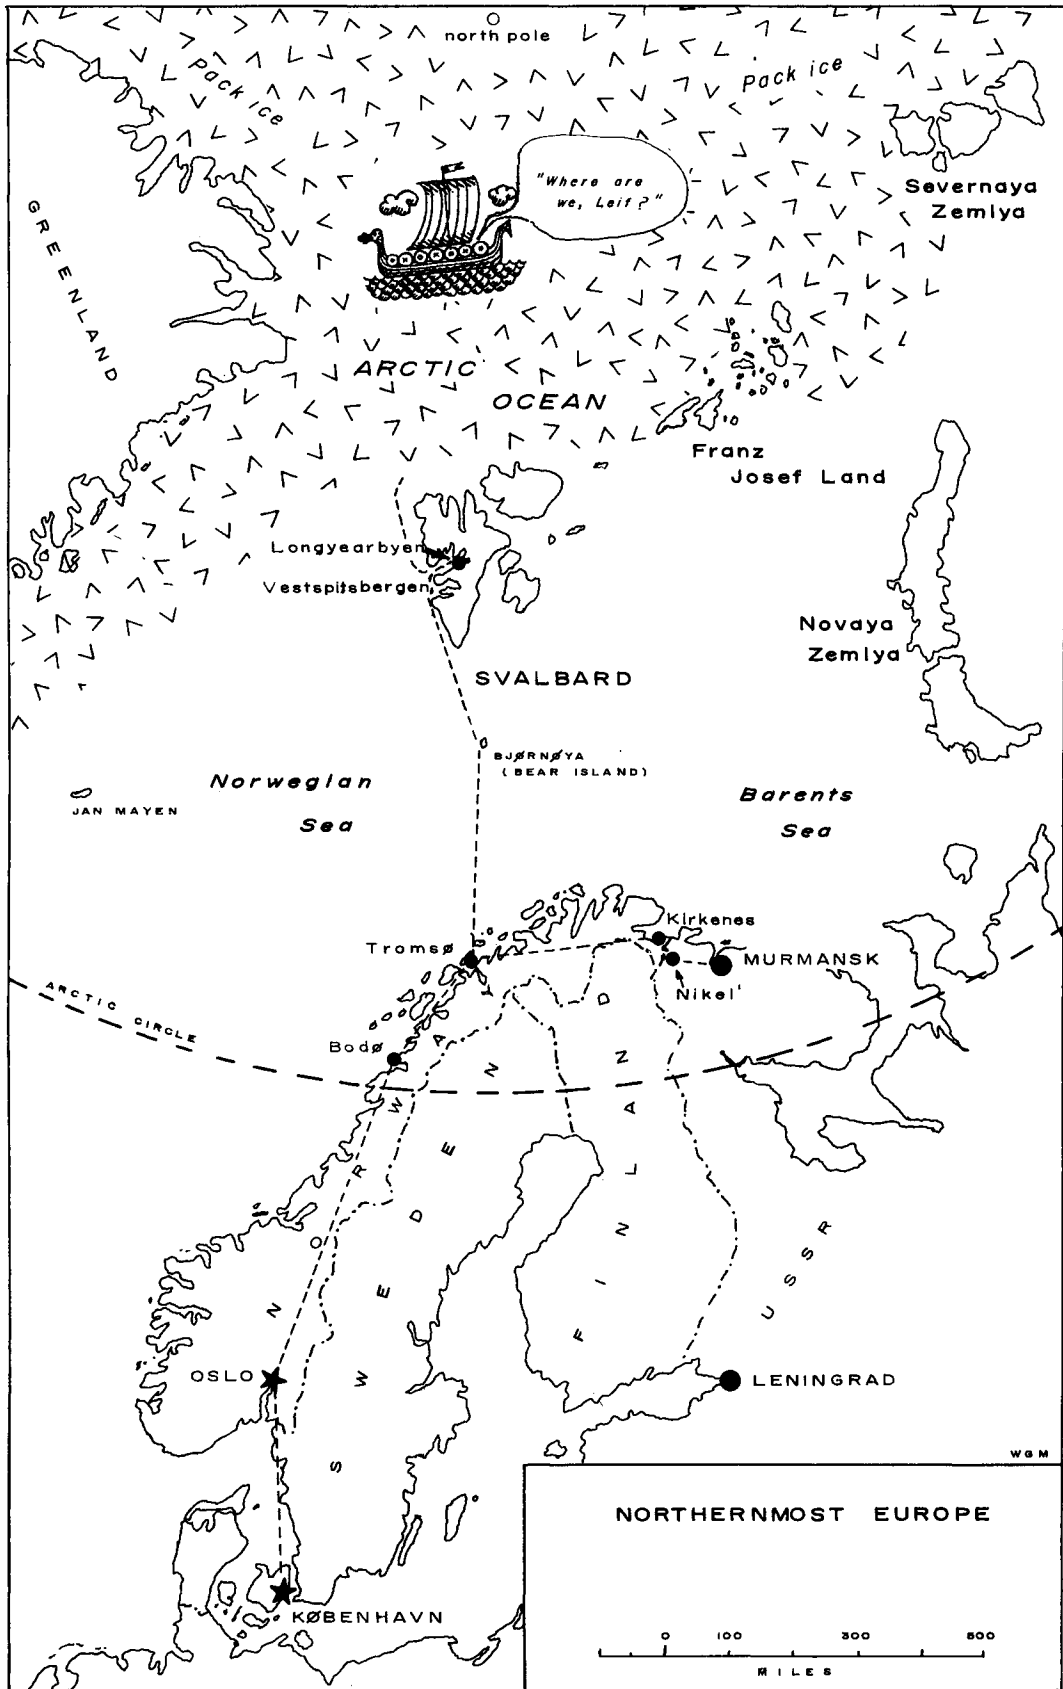 north pole
Pack ice
Pack ice
"Where are
we, Leif?"
Severnaya
Zemlya
GREENLAND
ARCTIC
OCEAN
Franz
Josef Land
Longyearbyen
Vestspitsbergen
Novaya
Zemlya
SVALBARD
BJØRNØYA
(BEAR ISLAND)
Norwegian
Sea
Barents
Sea
JAN MAYEN
Kirkenes
Tromsø
MURMANSK
Nikel'
ARCTIC CIRCLE
Bodø
NORWAY
SWEDEN
FINLAND
USSR
OSLO
LENINGRAD
WGM
NORTHERNMOST EUROPE
KØBENHAVN
0 100 300 500
MILES